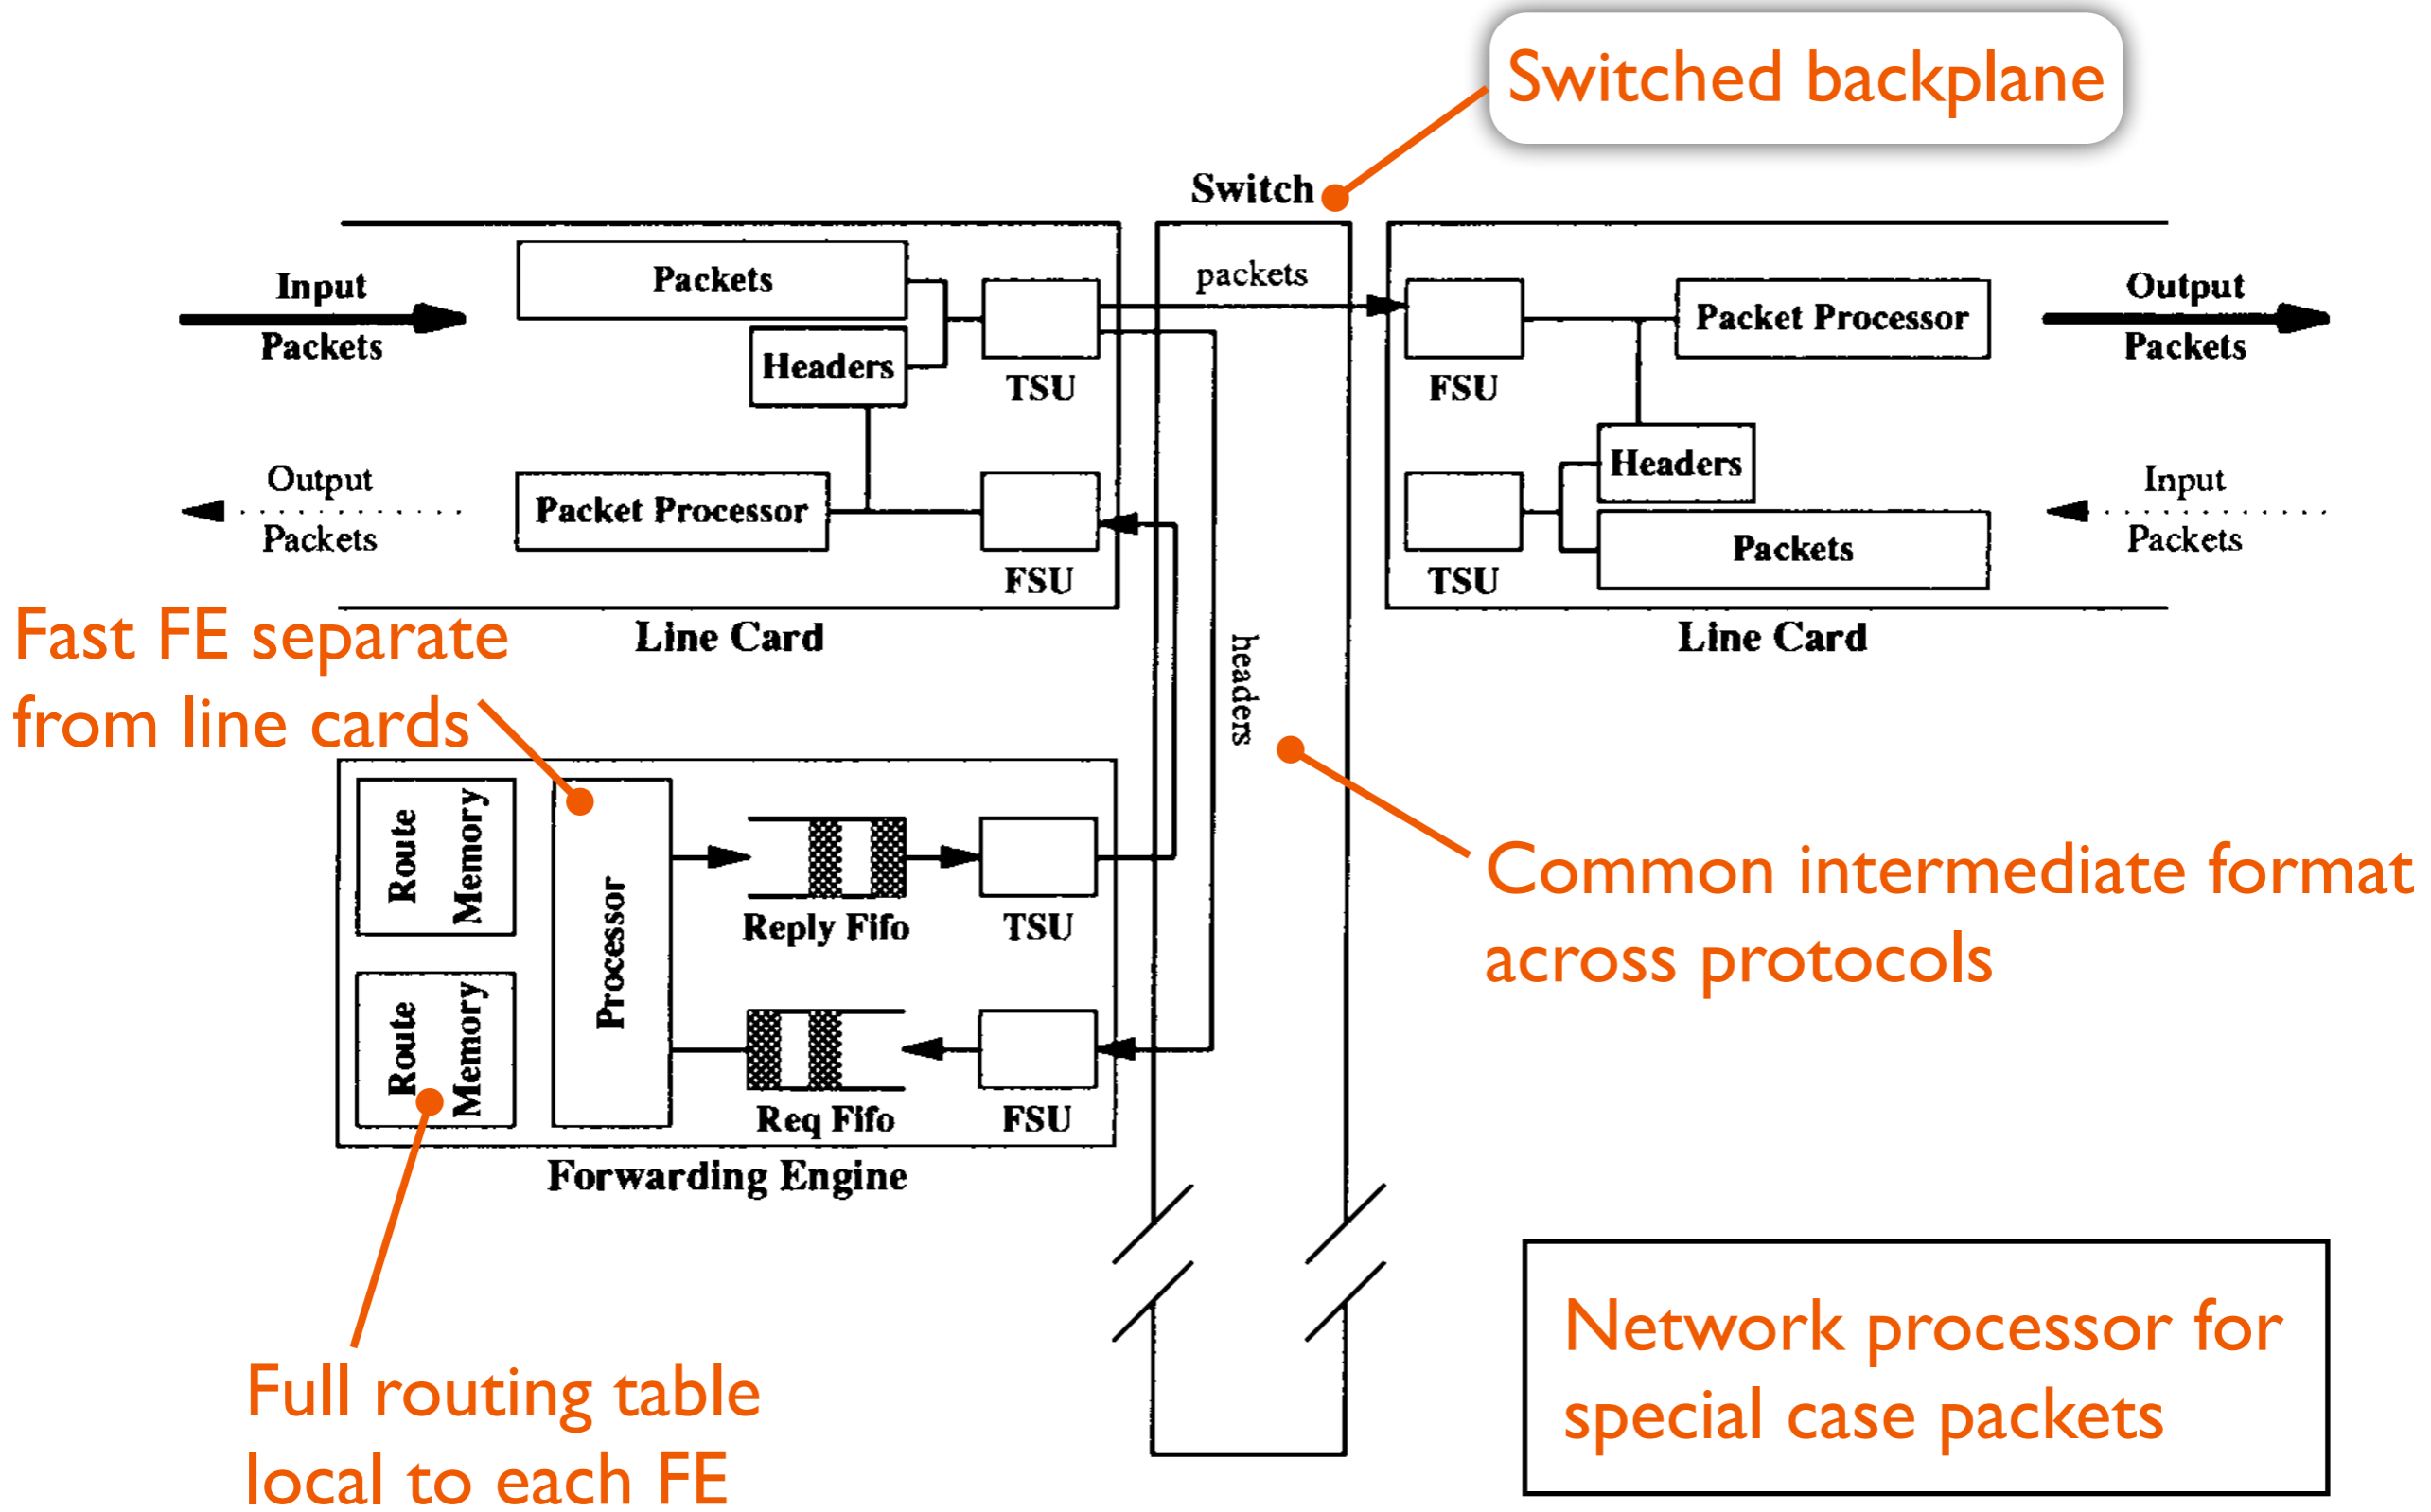 Switched backplane
Switch
Input
Packets
Packets
Headers
TSU
packets
FSU
Packet Processor
Output
Packets
Output
Packets
Packet Processor
FSU
Headers
TSU
Packets
Input
Packets
Line Card
Line Card
headers
Fast FE separate
from line cards
Route
Memory
Processor
Reply Fifo
TSU
Common intermediate format
across protocols
Route
Memory
Req Fifo
FSU
Forwarding Engine
Network processor for
special case packets
Full routing table
local to each FE